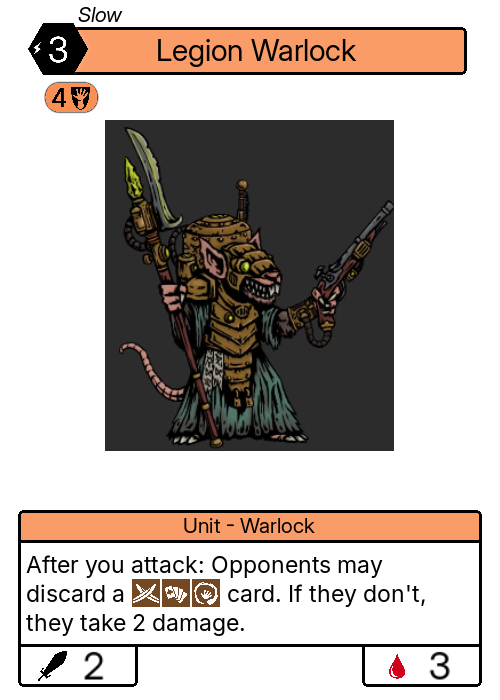 Slow
3
Legion Warlock
4
Unit - Warlock
After you attack: Opponents may
discard a card. If they don't,
they take 2 damage.
2
3